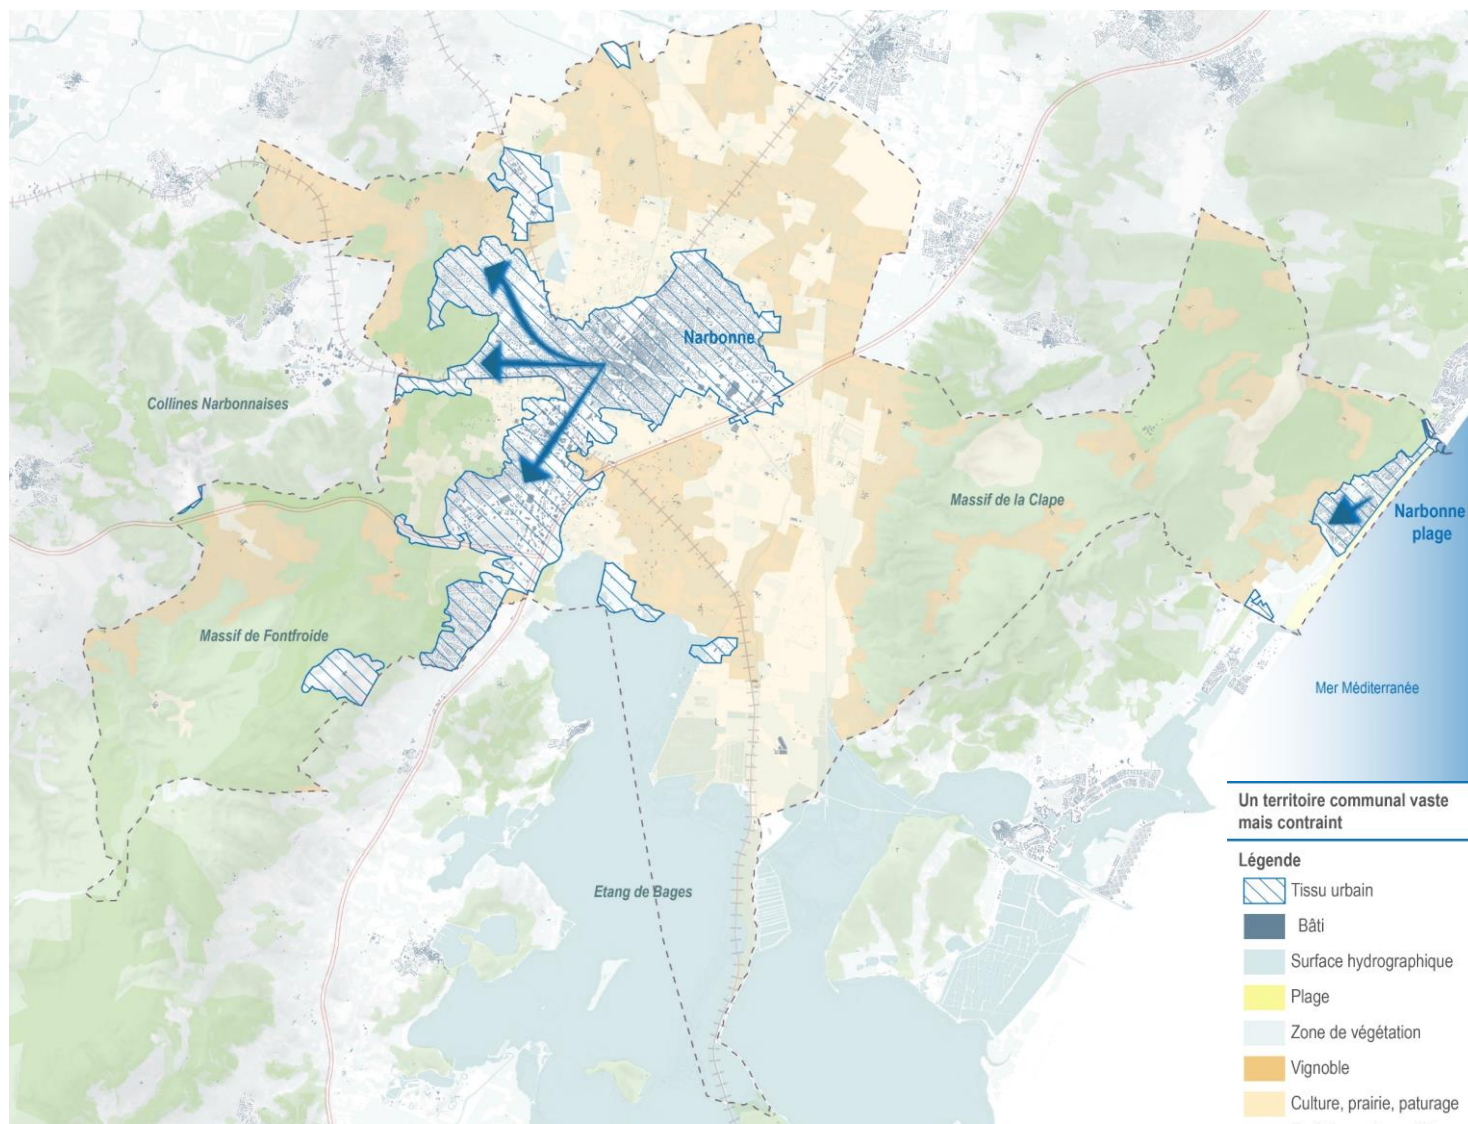 Narbonne
Collines Narbonnaises
Massif de la Clape
Narbonne
plage
Massif de Fontfroide
Mer Méditerranée
Etang de Bages
Un territoire communal vaste
mais contraint
Légende
Tissu urbain
Bâti
Surface hydrographique
Plage
Zone de végétation
Vignoble
Culture, prairie, paturage